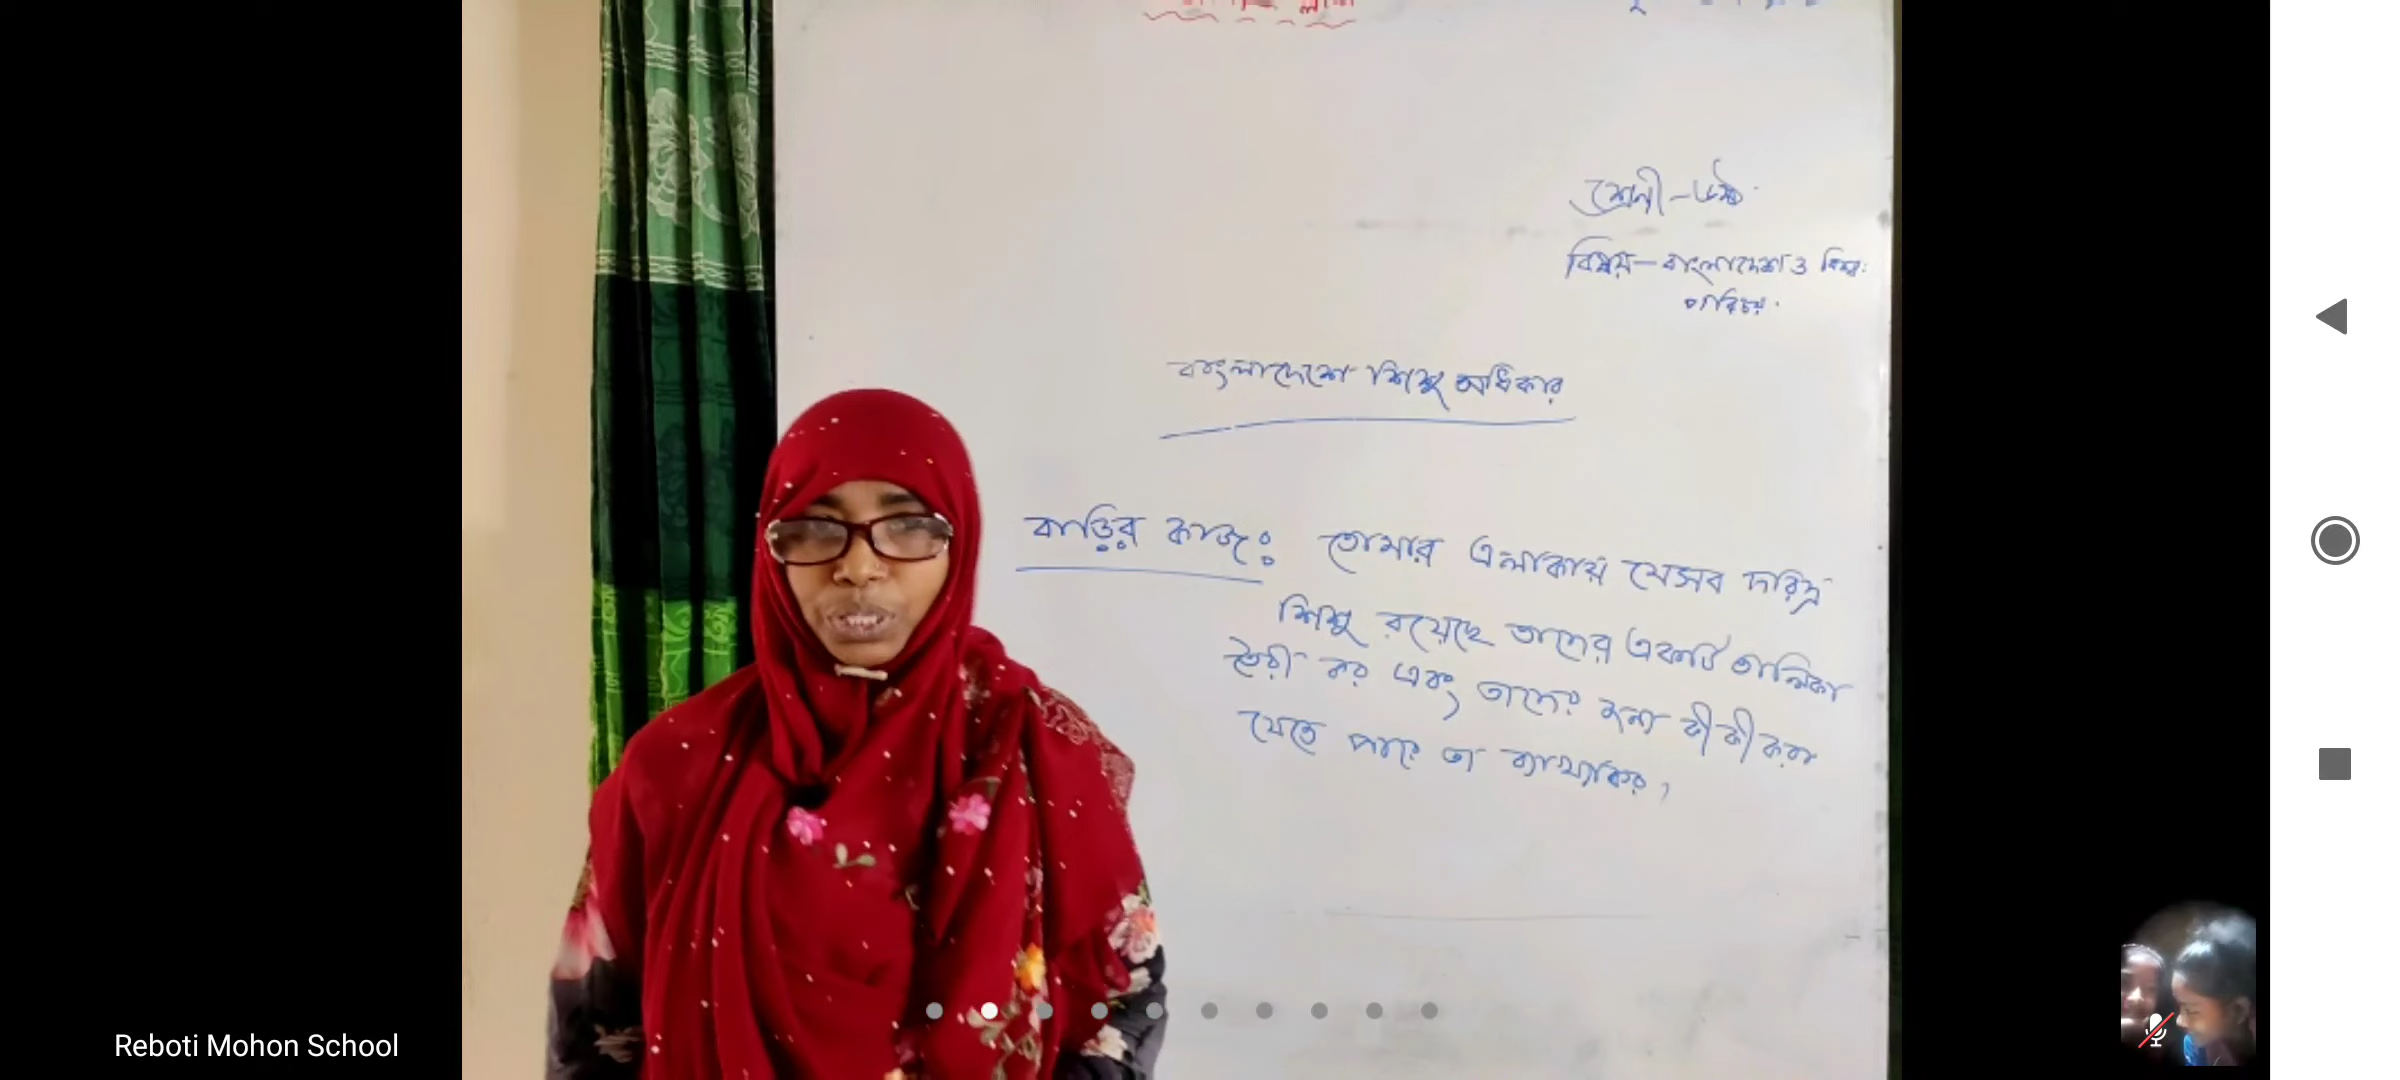 শ্রেনী-৬ষ্ঠ
বিষয়-বাংলাদেশ ও বিশ্ব
পরিচয়
বাংলাদেশে শিশু অধিকার
বাড়ির কাজঃ তোমার এলাকায় যেসব দরিদ্র
শিশু রয়েছে তাদের একটি তালিকা
তৈরী কর এবং তাদের জন্য কী কী করা
যেতে পারে তা ব্যাখ্যা কর।
Reboti Mohon School